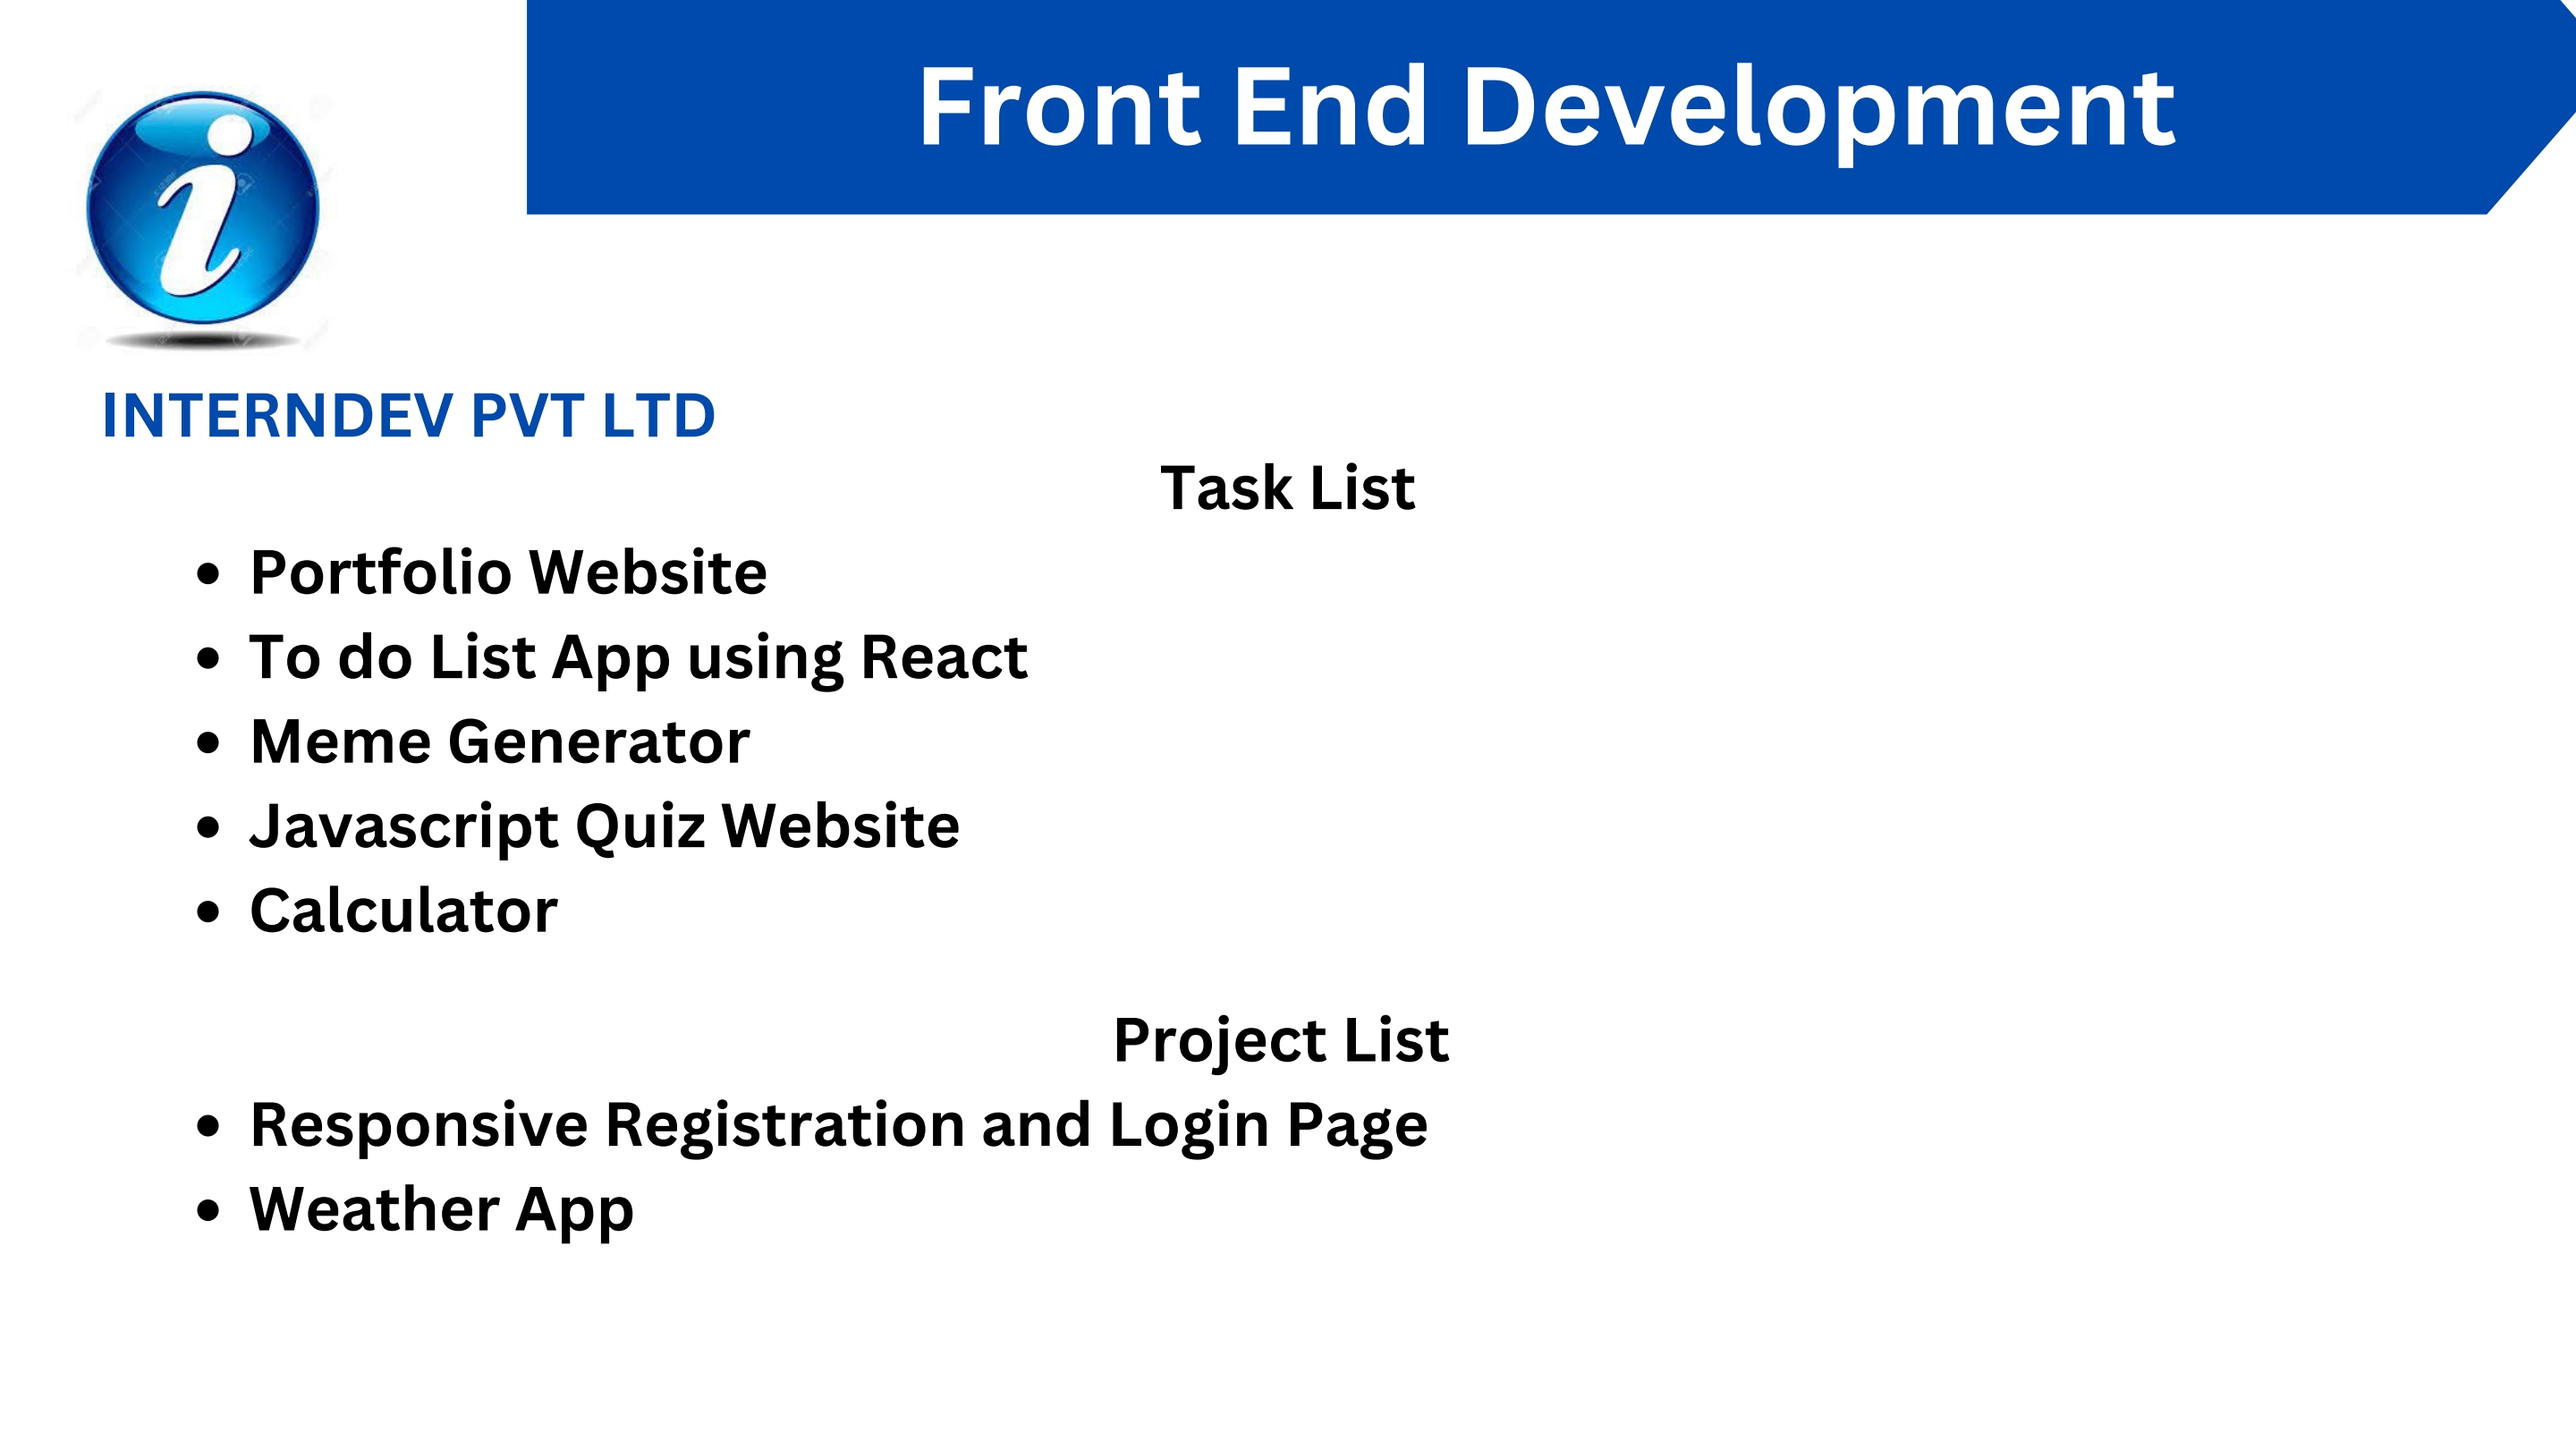 Front End Development
i
INTERNDEV PVT LTD
Task List
• Portfolio Website
• To do List App using React
• Meme Generator
• Javascript Quiz Website
• Calculator
Project List
• Responsive Registration and Login Page
• Weather App